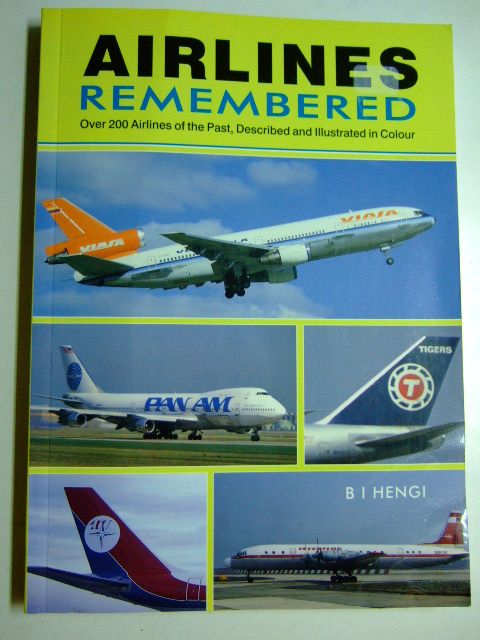 AIRLINES
REMEMBERED
Over 200 Airlines of the Past, Described and Illustrated in Colour
VIASA
VIASA
PAN AM
TIGERS
T
B I HENGI
INTERFLUG